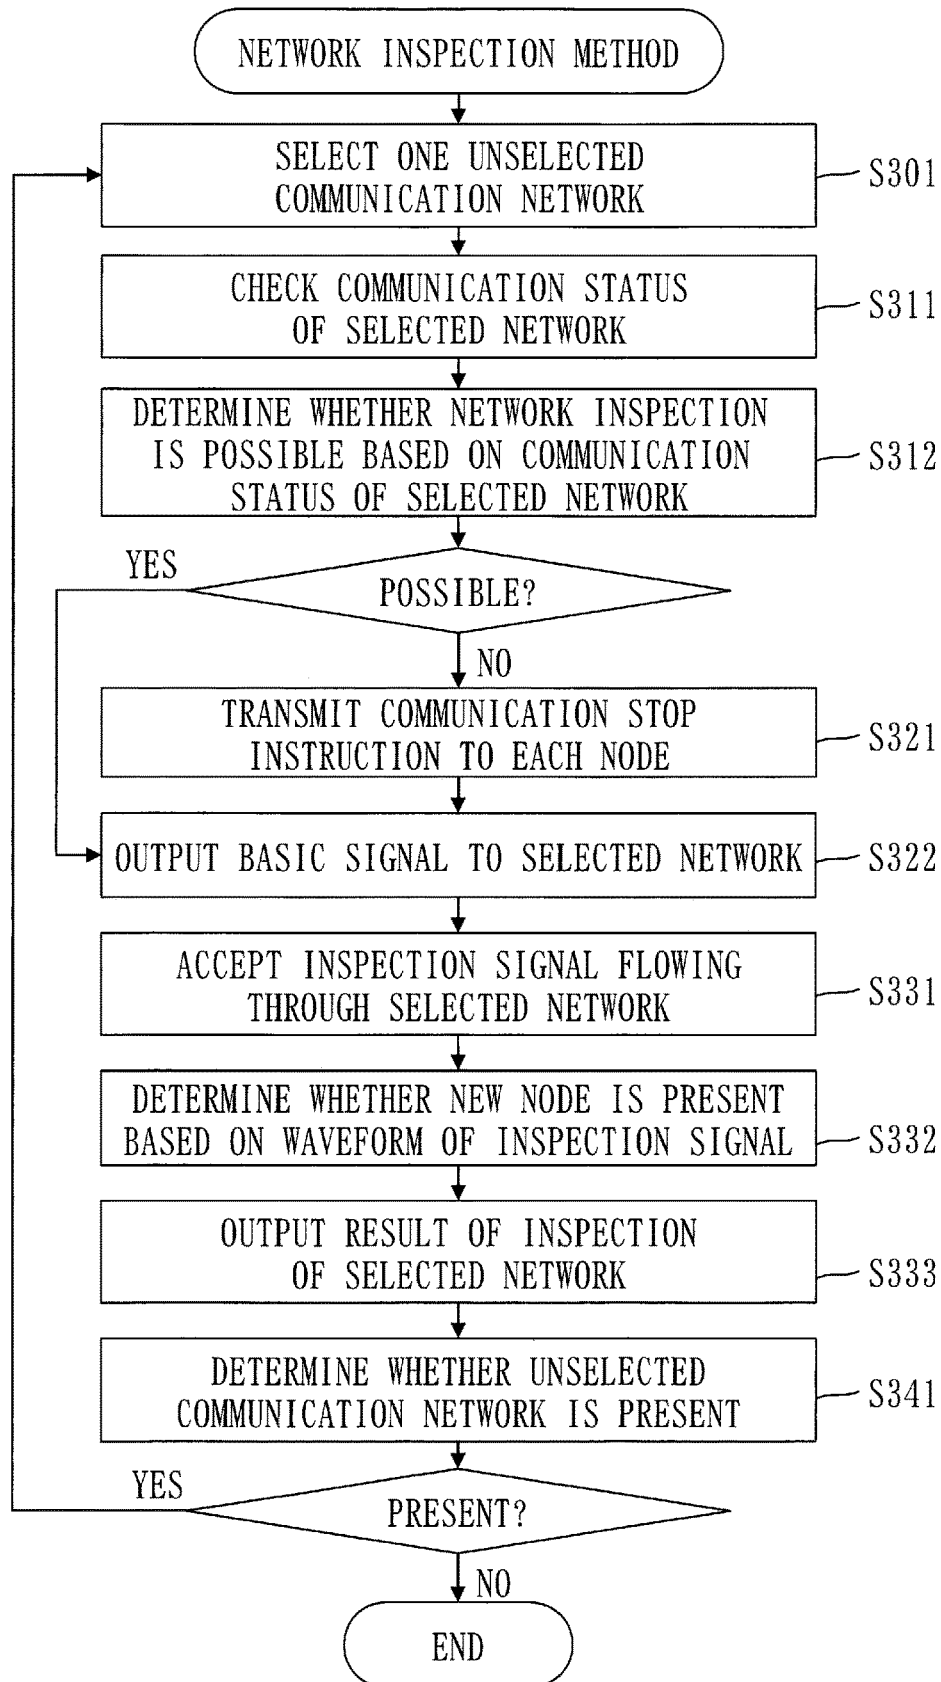 NETWORK INSPECTION METHOD
SELECT ONE UNSELECTED
COMMUNICATION NETWORK
S301
CHECK COMMUNICATION STATUS
OF SELECTED NETWORK
S311
DETERMINE WHETHER NETWORK INSPECTION
IS POSSIBLE BASED ON COMMUNICATION
STATUS OF SELECTED NETWORK
S312
YES
POSSIBLE?
NO
TRANSMIT COMMUNICATION STOP
INSTRUCTION TO EACH NODE
S321
OUTPUT BASIC SIGNAL TO SELECTED NETWORK
S322
ACCEPT INSPECTION SIGNAL FLOWING
THROUGH SELECTED NETWORK
S331
DETERMINE WHETHER NEW NODE IS PRESENT
BASED ON WAVEFORM OF INSPECTION SIGNAL
S332
OUTPUT RESULT OF INSPECTION
OF SELECTED NETWORK
S333
DETERMINE WHETHER UNSELECTED
COMMUNICATION NETWORK IS PRESENT
S341
YES
PRESENT?
NO
END